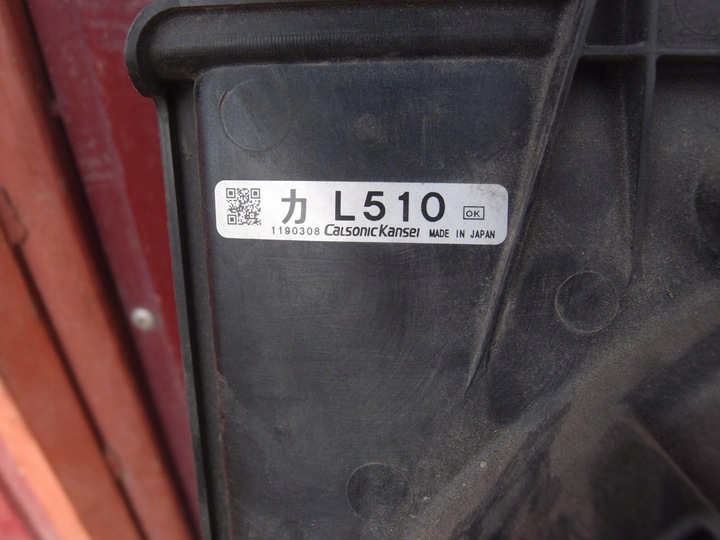 カ L510 OK
1190308 CalsonicKansei MADE IN JAPAN